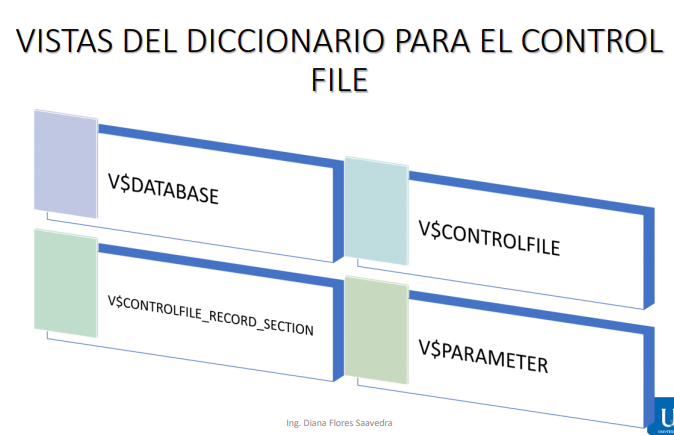 VISTAS DEL DICCIONARIO PARA EL CONTROL
FILE
V$DATABASE
V$CONTROLFILE
V$CONTROLFILE_RECORD_SECTION
V$PARAMETER
Ing. Diana Flores Saavedra
U